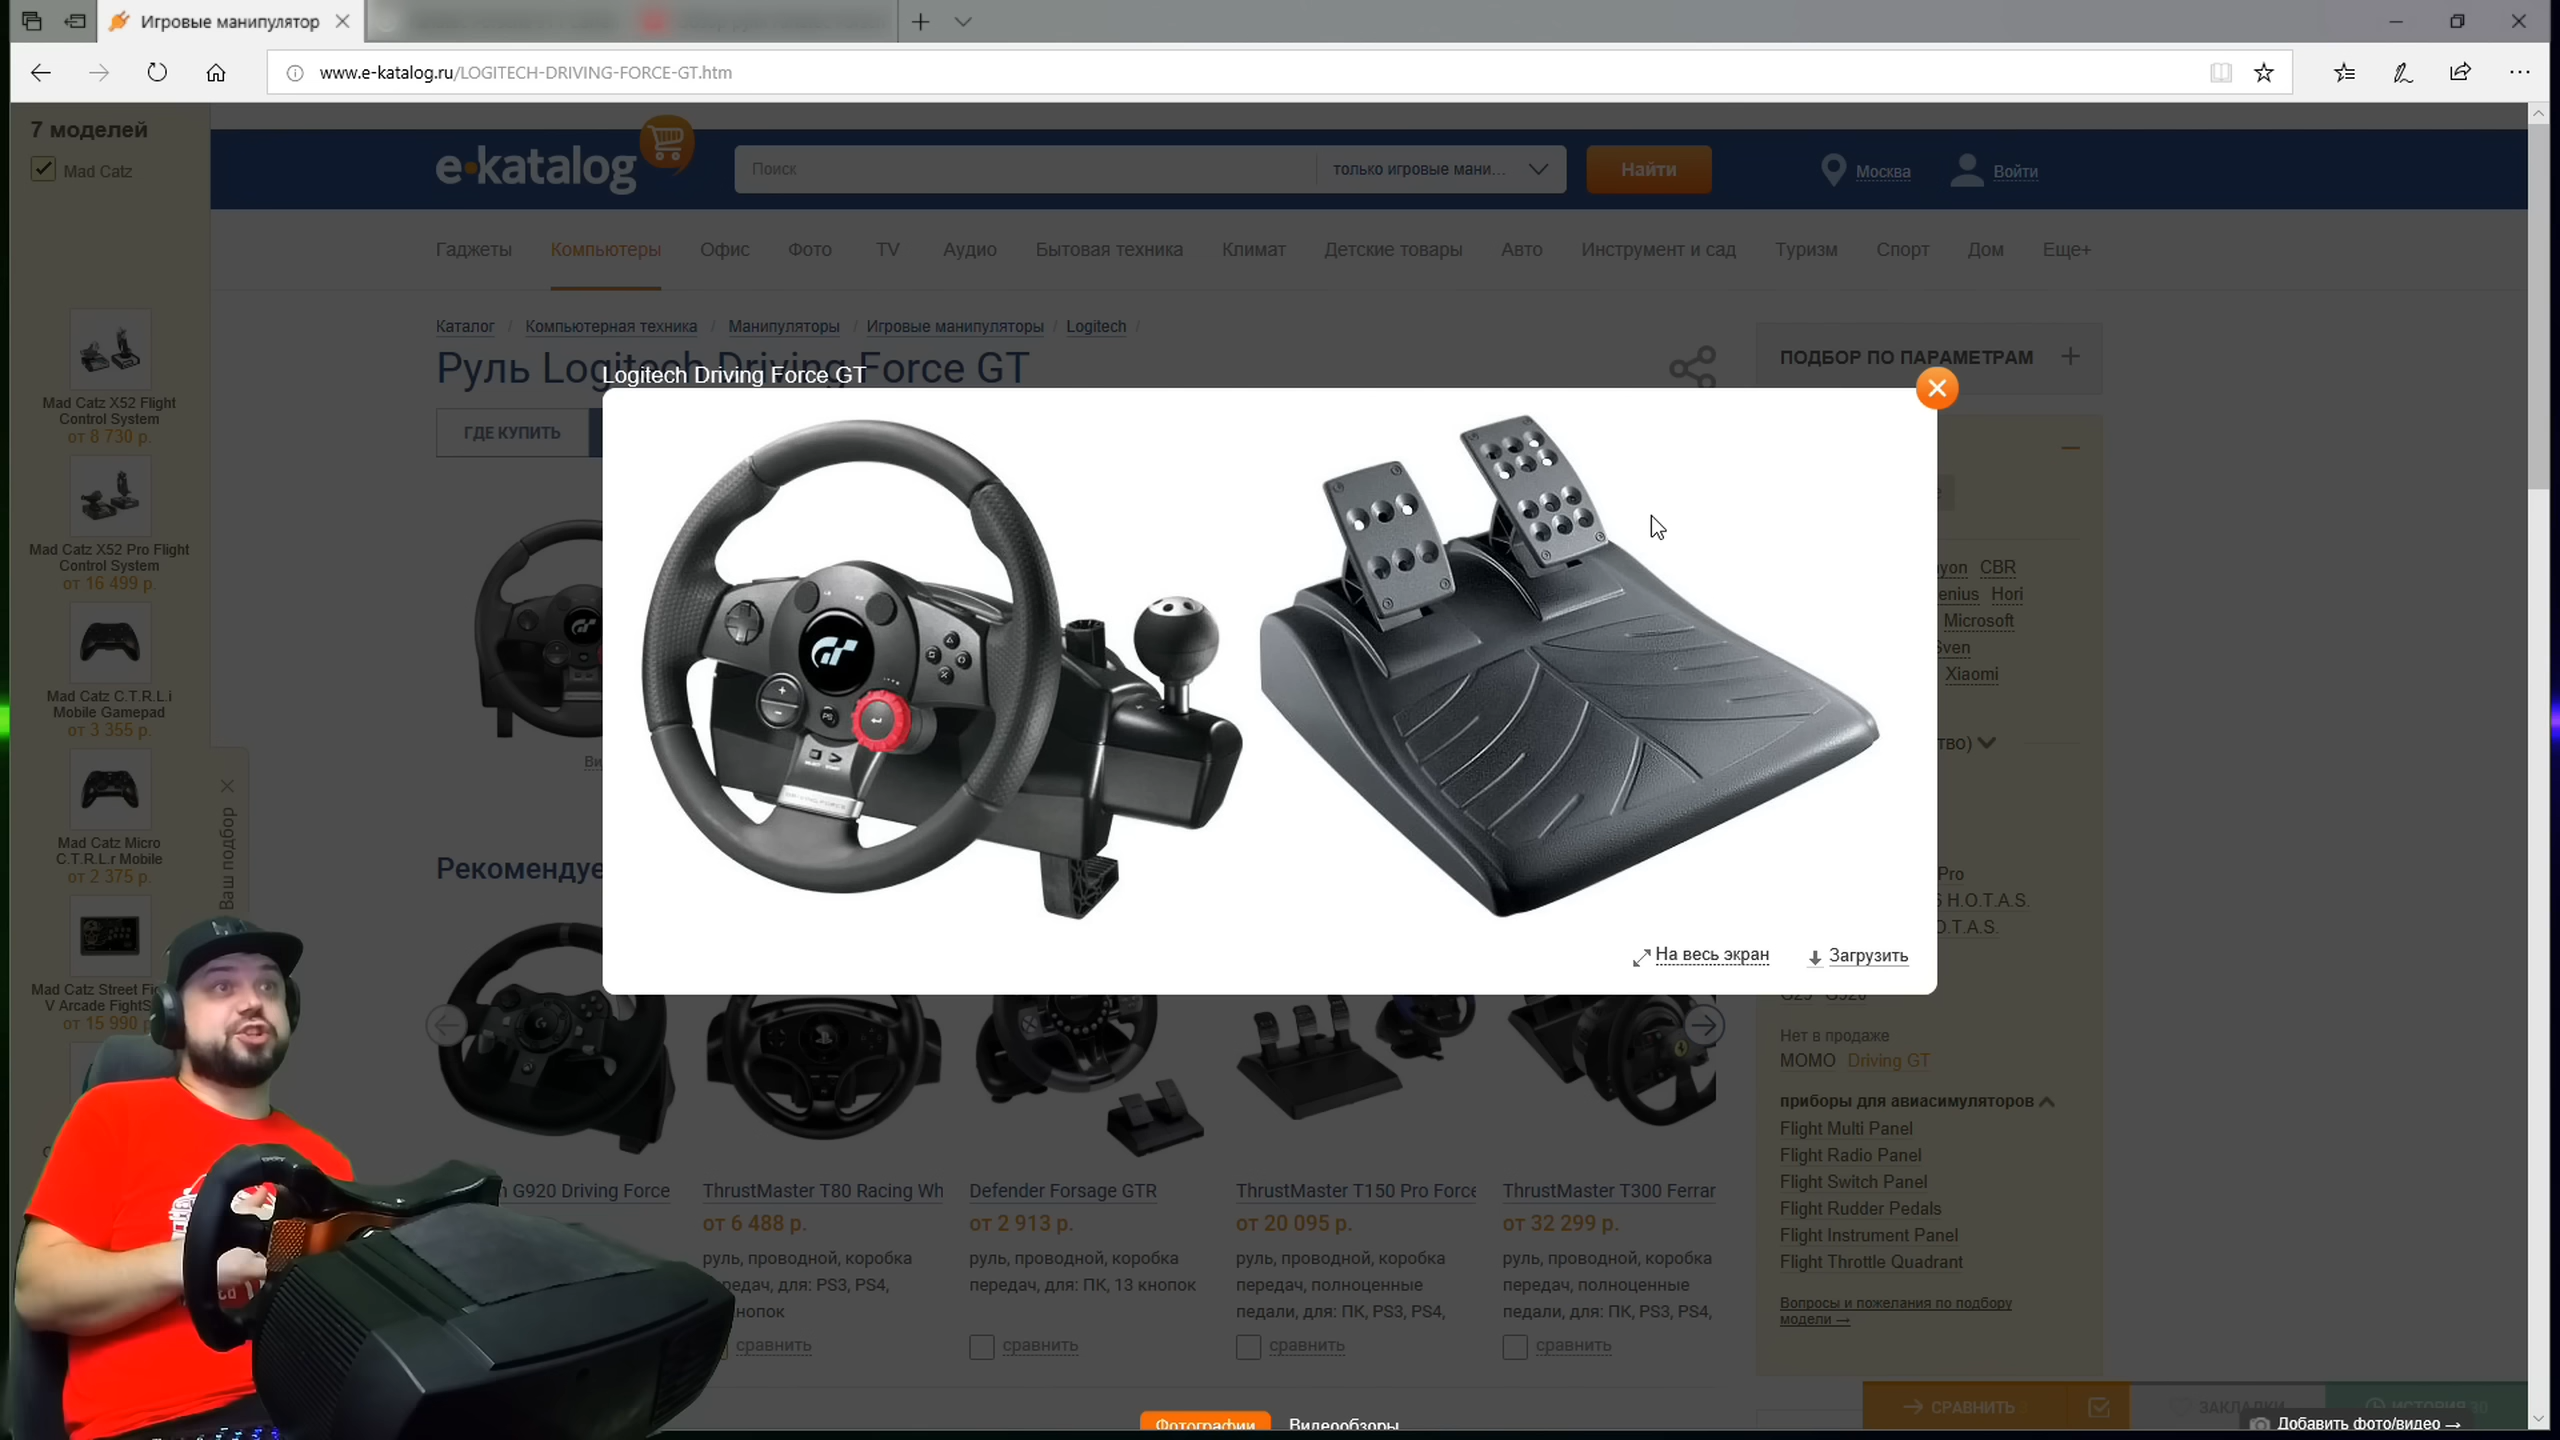 Игровые манипулятор
www.e-katalog.ru/LOGITECH-DRIVING-FORCE-GT.htm
7 моделей
Mad Catz
e-katalog
Поиск
только игровые мани...
Найти
Москва
Войти
Гаджеты Компьютеры Офис Фото TV Аудио Бытовая техника Климат Детские товары Авто Инструмент и сад Туризм Спорт Дом Еще+
Каталог / Компьютерная техника / Манипуляторы / Игровые манипуляторы / Logitech /
Руль Logitech Driving Force GT
Logitech Driving Force GT
ПОДБОР ПО ПАРАМЕТРАМ
ГДЕ КУПИТЬ
Mad Catz X52 Flight
Control System
от 8 730 р.
Mad Catz X52 Pro Flight
Control System
от 16 499 р.
Mad Catz C.T.R.L.i
Mobile Gamepad
от 3 355 р.
Mad Catz Micro
C.T.R.L.r Mobile
от 2 375 р.
Mad Catz Street Fi
V Arcade FightS
от 15 990 р
Ваш подбор
Ви
PS
На весь экран
Загрузить
yon CBR
enius Hori
Microsoft
Sven
Xiaomi
тво)
Pro
H.O.T.A.S.
O.T.A.S.
G25 G920
Нет в продаже
MOMO Driving GT
приборы для авиасимуляторов
Flight Multi Panel
Flight Radio Panel
Flight Switch Panel
Flight Rudder Pedals
Flight Instrument Panel
Flight Throttle Quadrant
Вопросы и пожелания по подбору
модели →
Рекомендуе
G920 Driving Force
ThrustMaster T80 Racing Wh
от 6 488 р.
руль, проводной, коробка
передач, для: PS3, PS4,
нопок
сравнить
Defender Forsage GTR
от 2 913 р.
руль, проводной, коробка
передач, для: ПК, 13 кнопок
сравнить
ThrustMaster T150 Pro Force
от 20 095 р.
руль, проводной, коробка
передач, полноценные
педали, для: ПК, PS3, PS4,
сравнить
ThrustMaster T300 Ferrar
от 32 299 р.
руль, проводной, коробка
передач, полноценные
педали, для: ПК, PS3, PS4,
сравнить
→ СРАВНИТЬ
ЗАКЛАДКИ
ИСТОРИЯ 30
Фотографии
Видеообзоры
Добавить фото/видео →